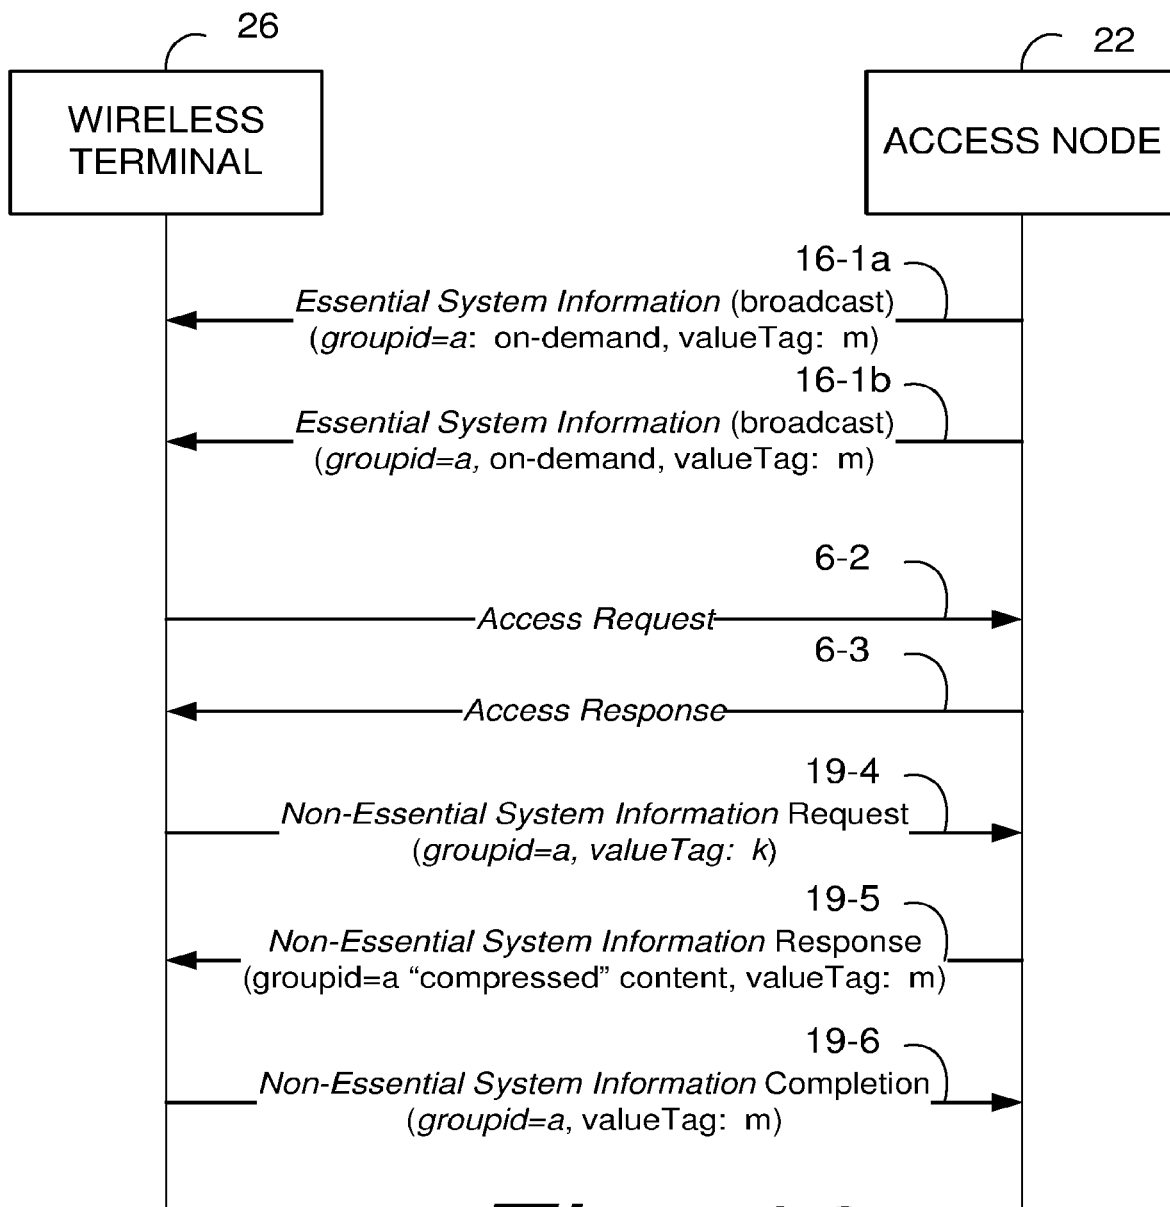 26
22
WIRELESS
TERMINAL
ACCESS NODE
16-1a
Essential System Information (broadcast)
(groupid=a: on-demand, valueTag: m)
16-1b
Essential System Information (broadcast)
(groupid=a, on-demand, valueTag: m)
6-2
Access Request
6-3
Access Response
19-4
Non-Essential System Information Request
(groupid=a, valueTag: k)
19-5
Non-Essential System Information Response
(groupid=a “compressed” content, valueTag: m)
19-6
Non-Essential System Information Completion
(groupid=a, valueTag: m)